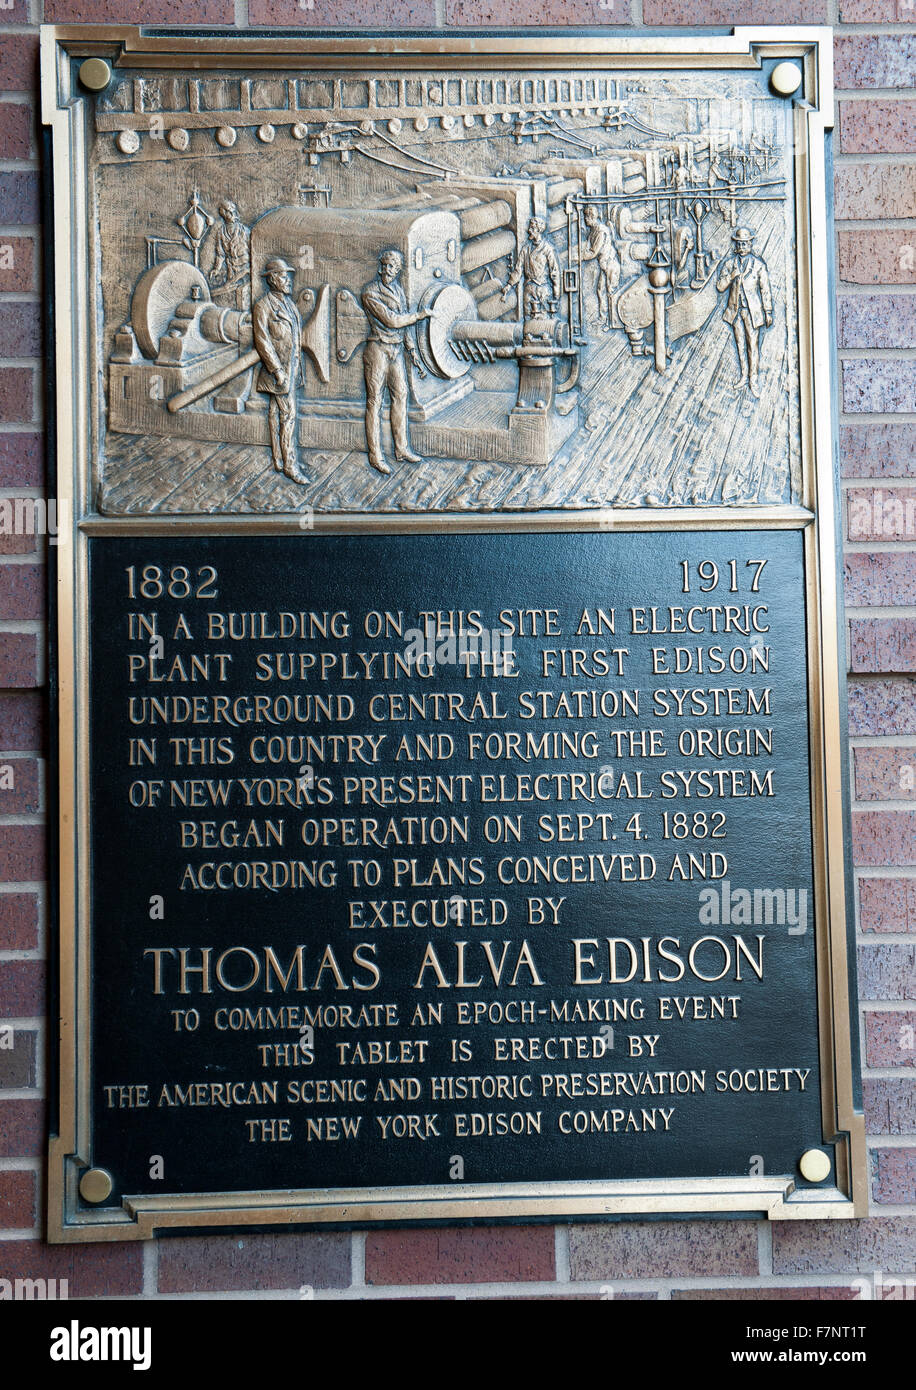 1882 1917
IN A BUILDING ON THIS SITE AN ELECTRIC
PLANT SUPPLYING THE FIRST EDISON
UNDERGROUND CENTRAL STATION SYSTEM
IN THIS COUNTRY AND FORMING THE ORIGIN
OF NEW YORK'S PRESENT ELECTRICAL SYSTEM
BEGAN OPERATION ON SEPT. 4. 1882
ACCORDING TO PLANS CONCEIVED AND
EXECUTED BY
THOMAS ALVA EDISON
TO COMMEMORATE AN EPOCH-MAKING EVENT
THIS TABLET IS ERECTED BY
THE AMERICAN SCENIC AND HISTORIC PRESERVATION SOCIETY
THE NEW YORK EDISON COMPANY
alamy stock photo
F7NT1T
www.alamy.com